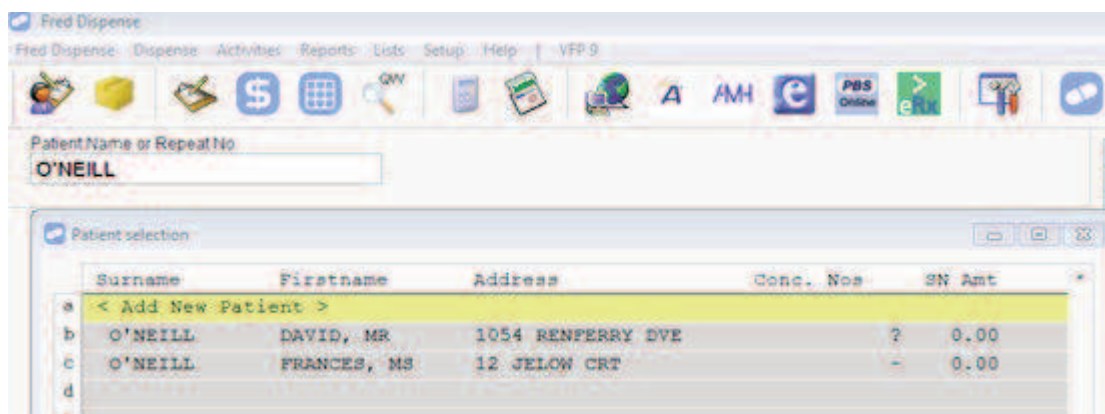 Fred Dispense
Fred Dispense Dispense Activities Reports Lists Setup Help | VFP 9
QW A AMH e PBS Online eRx
Patient Name or Repeat No
O'NEILL
Patient selection
Surname Firstname Address Conc. Nos SN Amt
a < Add New Patient >
b O'NEILL DAVID, MR 1054 RENFERRY DVE ? 0.00
c O'NEILL FRANCES, MS 12 JELOW CRT - 0.00
d